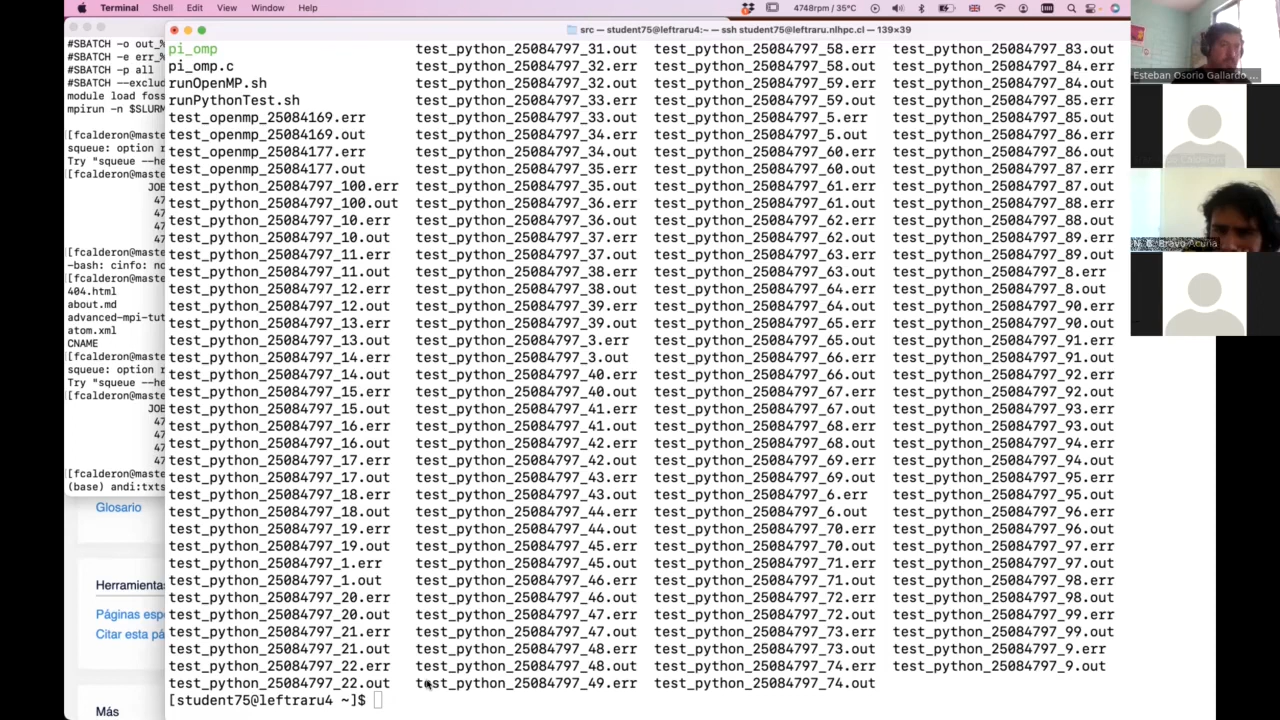 Terminal Shell Edit View Window Help 4748rpm / 35°C
src — student75@leftraru4:~ — ssh student75@leftraru.nlhpc.cl — 139×39
#SBATCH -o out_%
#SBATCH -e err_%
#SBATCH -p all
#SBATCH --exclud
module load foss
mpirun -n $SLURM
[fcalderon@maste
squeue: option r
Try "squeue --he
[fcalderon@maste
JOB
47
47
47
47
[fcalderon@maste
-bash: cinfo: no
[fcalderon@maste
404.html
about.md
advanced-mpi-tut
atom.xml
CNAME
[fcalderon@maste
squeue: option r
Try "squeue --he
[fcalderon@maste
JOB
47
47
47
47
[fcalderon@maste
(base) andi:txts
Glosario
Herramientas
Páginas espe
Citar esta pá
Más
pi_omp test_python_25084797_31.out test_python_25084797_58.err test_python_25084797_83.out
pi_omp.c test_python_25084797_32.err test_python_25084797_58.out test_python_25084797_84.err
runOpenMP.sh test_python_25084797_32.out test_python_25084797_59.err test_python_25084797_84.out
runPythonTest.sh test_python_25084797_33.err test_python_25084797_59.out test_python_25084797_85.err
test_openmp_25084169.err test_python_25084797_33.out test_python_25084797_5.err test_python_25084797_85.out
test_openmp_25084169.out test_python_25084797_34.err test_python_25084797_5.out test_python_25084797_86.err
test_openmp_25084177.err test_python_25084797_34.out test_python_25084797_60.err test_python_25084797_86.out
test_openmp_25084177.out test_python_25084797_35.err test_python_25084797_60.out test_python_25084797_87.err
test_python_25084797_100.err test_python_25084797_35.out test_python_25084797_61.err test_python_25084797_87.out
test_python_25084797_100.out test_python_25084797_36.err test_python_25084797_61.out test_python_25084797_88.err
test_python_25084797_10.err test_python_25084797_36.out test_python_25084797_62.err test_python_25084797_88.out
test_python_25084797_10.out test_python_25084797_37.err test_python_25084797_62.out test_python_25084797_89.err
test_python_25084797_11.err test_python_25084797_37.out test_python_25084797_63.err test_python_25084797_89.out
test_python_25084797_11.out test_python_25084797_38.err test_python_25084797_63.out test_python_25084797_8.err
test_python_25084797_12.err test_python_25084797_38.out test_python_25084797_64.err test_python_25084797_8.out
test_python_25084797_12.out test_python_25084797_39.err test_python_25084797_64.out test_python_25084797_90.err
test_python_25084797_13.err test_python_25084797_39.out test_python_25084797_65.err test_python_25084797_90.out
test_python_25084797_13.out test_python_25084797_3.err test_python_25084797_65.out test_python_25084797_91.err
test_python_25084797_14.err test_python_25084797_3.out test_python_25084797_66.err test_python_25084797_91.out
test_python_25084797_14.out test_python_25084797_40.err test_python_25084797_66.out test_python_25084797_92.err
test_python_25084797_15.err test_python_25084797_40.out test_python_25084797_67.err test_python_25084797_92.out
test_python_25084797_15.out test_python_25084797_41.err test_python_25084797_67.out test_python_25084797_93.err
test_python_25084797_16.err test_python_25084797_41.out test_python_25084797_68.err test_python_25084797_93.out
test_python_25084797_16.out test_python_25084797_42.err test_python_25084797_68.out test_python_25084797_94.err
test_python_25084797_17.err test_python_25084797_42.out test_python_25084797_69.err test_python_25084797_94.out
test_python_25084797_17.out test_python_25084797_43.err test_python_25084797_69.out test_python_25084797_95.err
test_python_25084797_18.err test_python_25084797_43.out test_python_25084797_6.err test_python_25084797_95.out
test_python_25084797_18.out test_python_25084797_44.err test_python_25084797_6.out test_python_25084797_96.err
test_python_25084797_19.err test_python_25084797_44.out test_python_25084797_70.err test_python_25084797_96.out
test_python_25084797_19.out test_python_25084797_45.err test_python_25084797_70.out test_python_25084797_97.err
test_python_25084797_1.err test_python_25084797_45.out test_python_25084797_71.err test_python_25084797_97.out
test_python_25084797_1.out test_python_25084797_46.err test_python_25084797_71.out test_python_25084797_98.err
test_python_25084797_20.err test_python_25084797_46.out test_python_25084797_72.err test_python_25084797_98.out
test_python_25084797_20.out test_python_25084797_47.err test_python_25084797_72.out test_python_25084797_99.err
test_python_25084797_21.err test_python_25084797_47.out test_python_25084797_73.err test_python_25084797_99.out
test_python_25084797_21.out test_python_25084797_48.err test_python_25084797_73.out test_python_25084797_9.err
test_python_25084797_22.err test_python_25084797_48.out test_python_25084797_74.err test_python_25084797_9.out
test_python_25084797_22.out test_python_25084797_49.err test_python_25084797_74.out
[student75@leftraru4 ~]$
Esteban Osorio Gallardo ...
N. B. Bravo Acuña